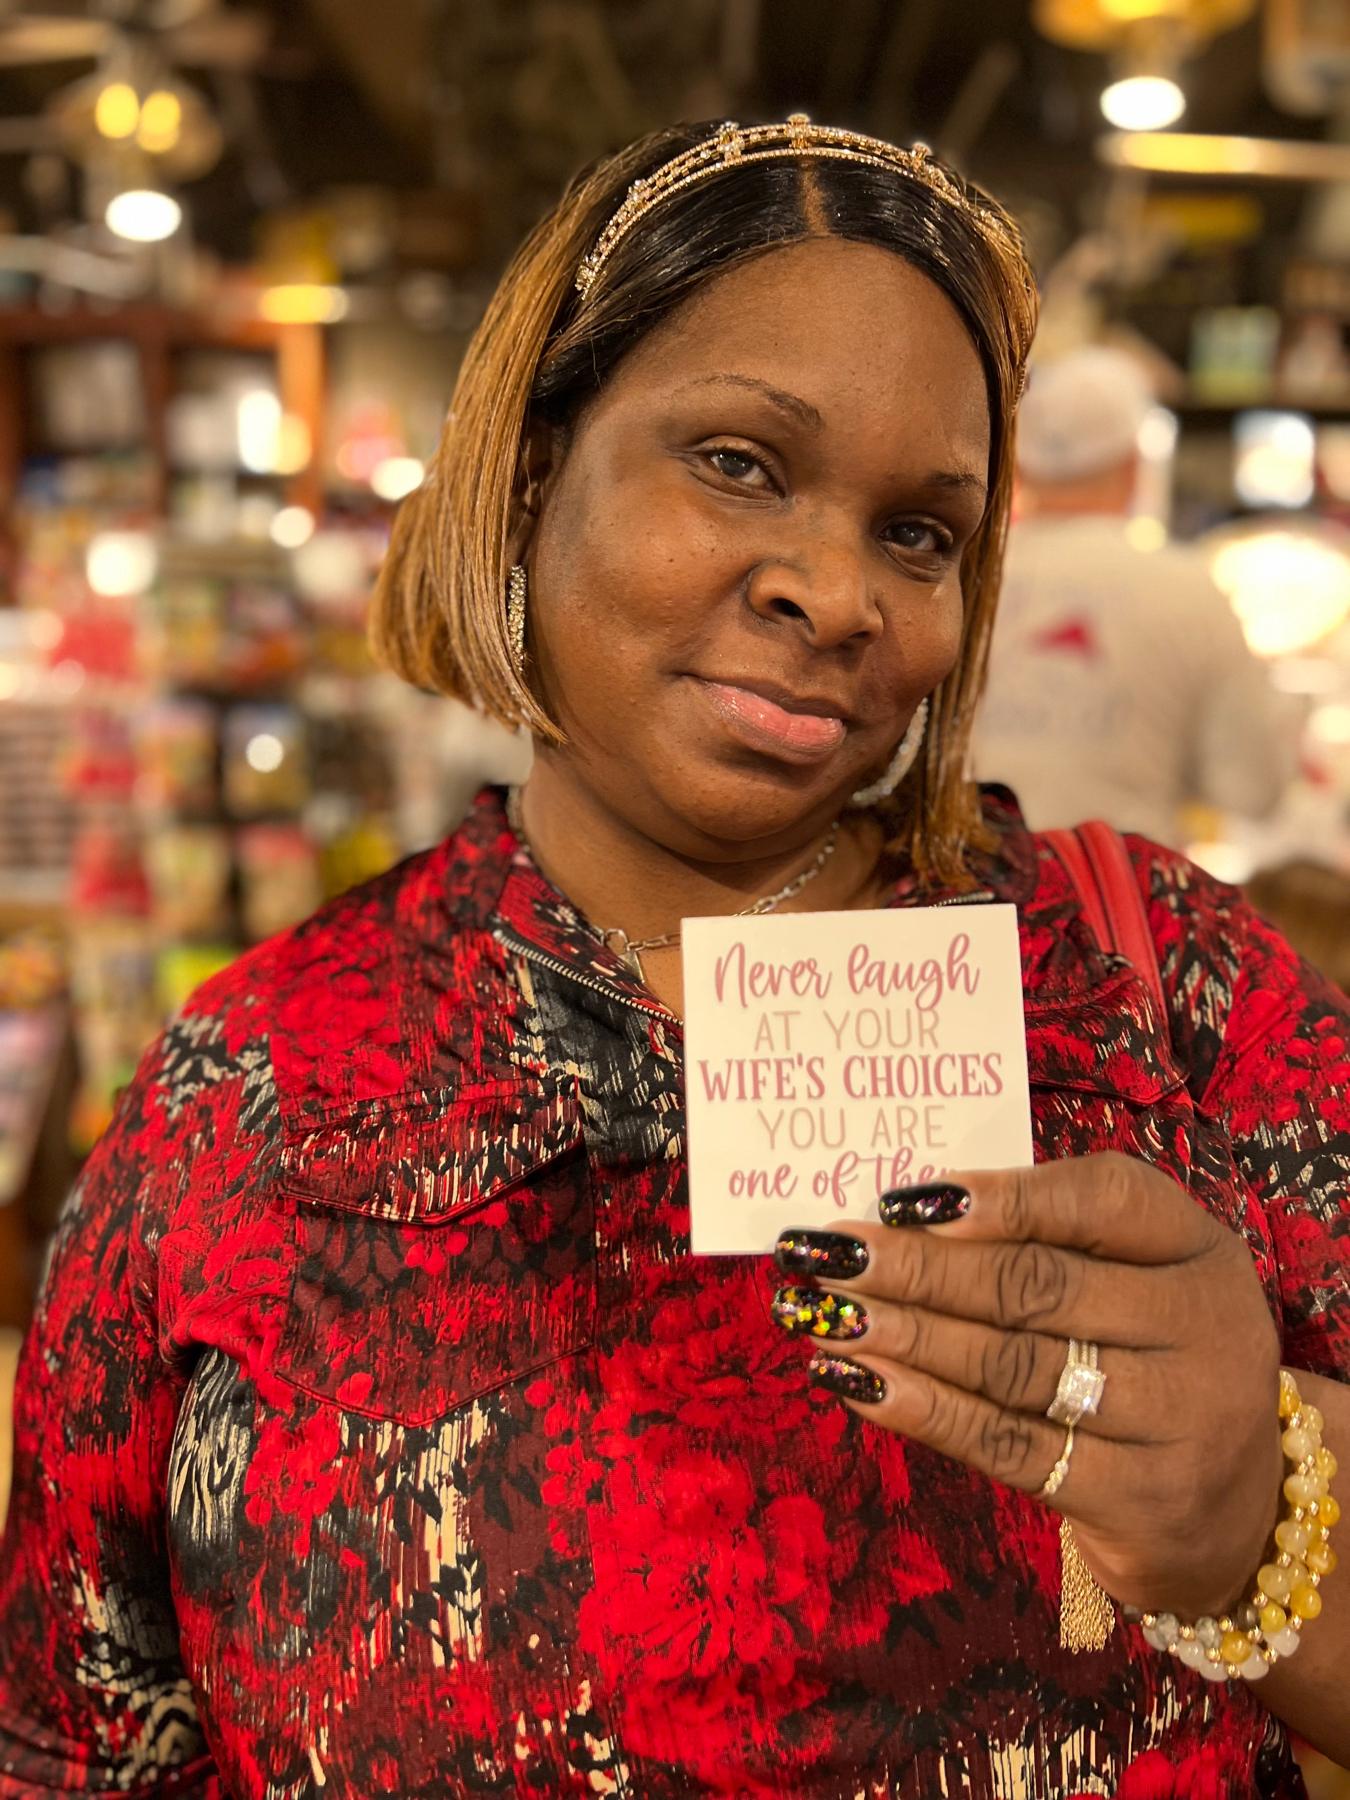 Never laugh
AT YOUR
WIFE'S CHOICES
YOU ARE
one of